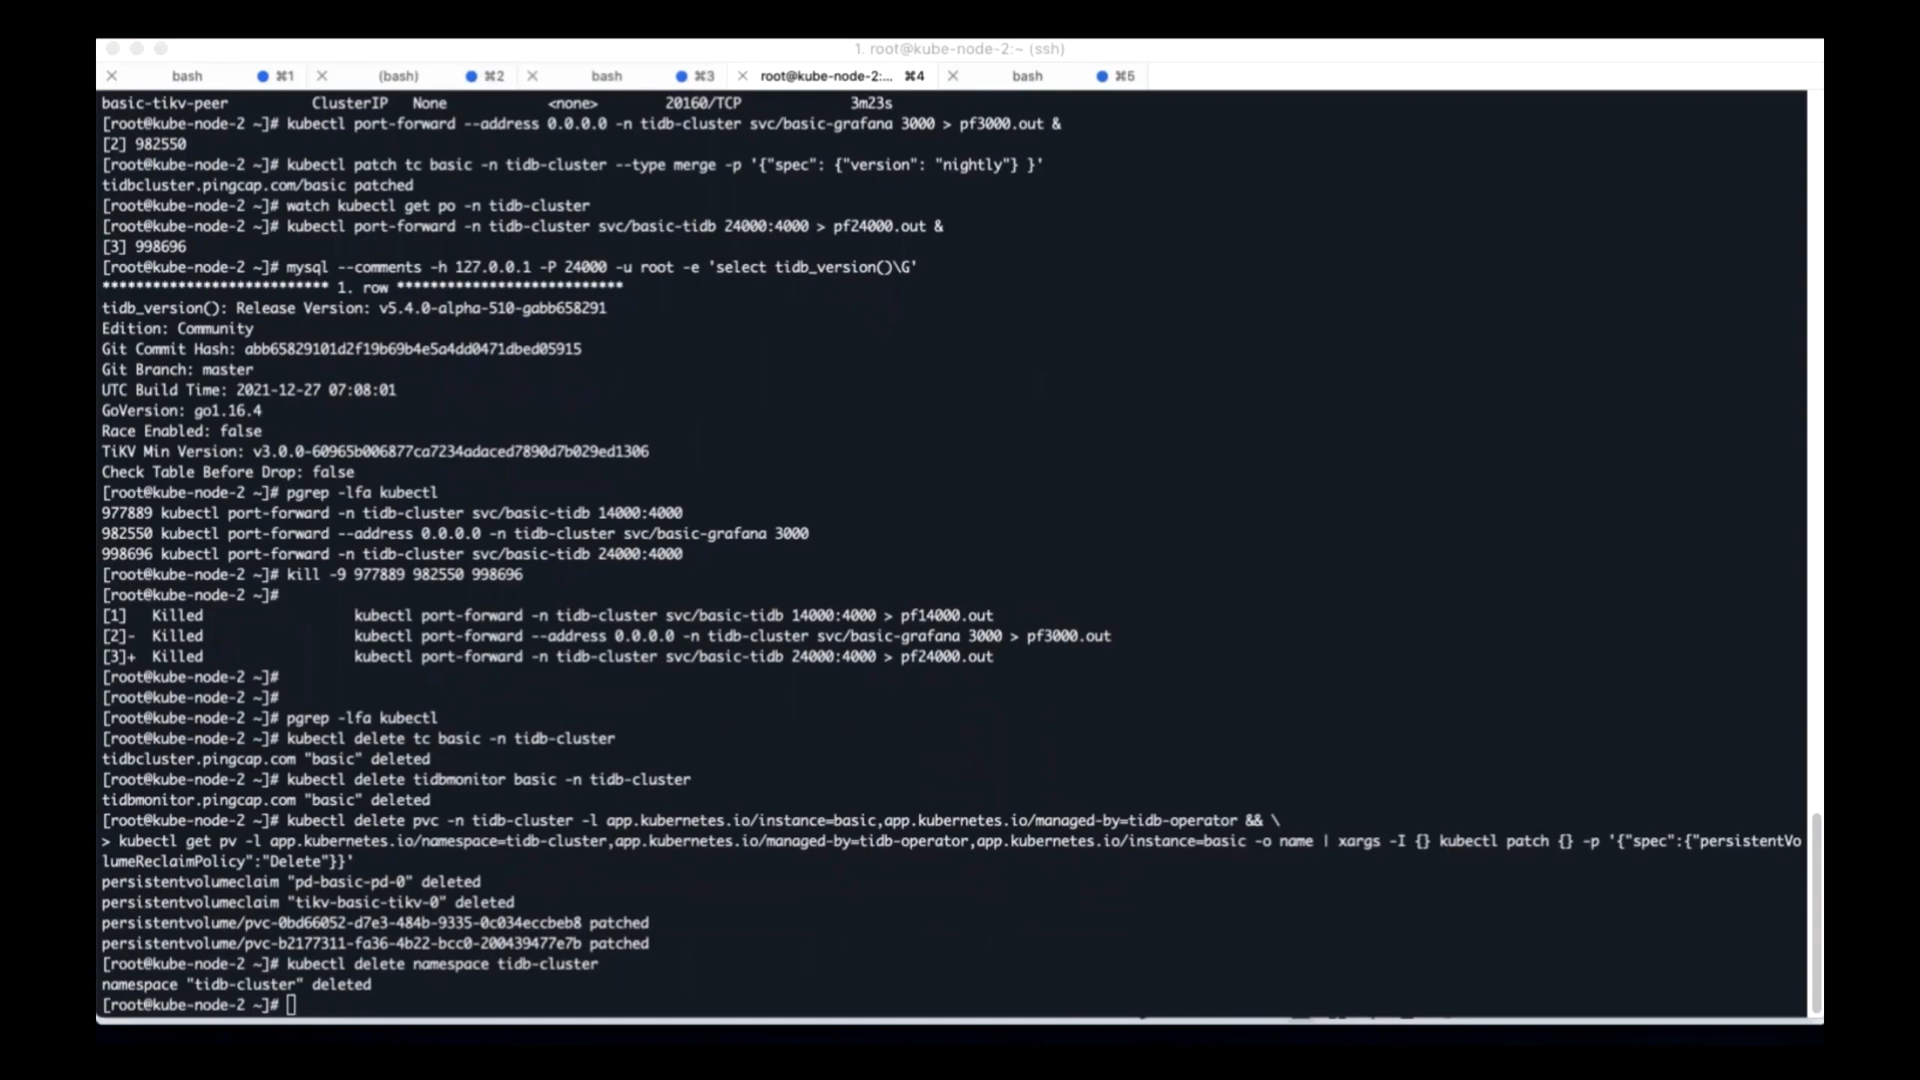 1. root@kube-node-2:~ (ssh)
bash ⌘1 (bash) ⌘2 bash ⌘3 root@kube-node-2:... ⌘4 bash ⌘5
basic-tikv-peer ClusterIP None <none> 20160/TCP 3m23s
[root@kube-node-2 ~]# kubectl port-forward --address 0.0.0.0 -n tidb-cluster svc/basic-grafana 3000 > pf3000.out &
[2] 982550
[root@kube-node-2 ~]# kubectl patch tc basic -n tidb-cluster --type merge -p '{"spec": {"version": "nightly"} }'
tidbcluster.pingcap.com/basic patched
[root@kube-node-2 ~]# watch kubectl get po -n tidb-cluster
[root@kube-node-2 ~]# kubectl port-forward -n tidb-cluster svc/basic-tidb 24000:4000 > pf24000.out &
[3] 998696
[root@kube-node-2 ~]# mysql --comments -h 127.0.0.1 -P 24000 -u root -e 'select tidb_version()\G'
*************************** 1. row ***************************
tidb_version(): Release Version: v5.4.0-alpha-510-gabb658291
Edition: Community
Git Commit Hash: abb65829101d2f19b69b4e5a4dd0471dbed05915
Git Branch: master
UTC Build Time: 2021-12-27 07:08:01
GoVersion: go1.16.4
Race Enabled: false
TiKV Min Version: v3.0.0-60965b006877ca7234adaced7890d7b029ed1306
Check Table Before Drop: false
[root@kube-node-2 ~]# pgrep -lfa kubectl
977889 kubectl port-forward -n tidb-cluster svc/basic-tidb 14000:4000
982550 kubectl port-forward --address 0.0.0.0 -n tidb-cluster svc/basic-grafana 3000
998696 kubectl port-forward -n tidb-cluster svc/basic-tidb 24000:4000
[root@kube-node-2 ~]# kill -9 977889 982550 998696
[root@kube-node-2 ~]#
[1] Killed kubectl port-forward -n tidb-cluster svc/basic-tidb 14000:4000 > pf14000.out
[2]- Killed kubectl port-forward --address 0.0.0.0 -n tidb-cluster svc/basic-grafana 3000 > pf3000.out
[3]+ Killed kubectl port-forward -n tidb-cluster svc/basic-tidb 24000:4000 > pf24000.out
[root@kube-node-2 ~]#
[root@kube-node-2 ~]#
[root@kube-node-2 ~]# pgrep -lfa kubectl
[root@kube-node-2 ~]# kubectl delete tc basic -n tidb-cluster
tidbcluster.pingcap.com "basic" deleted
[root@kube-node-2 ~]# kubectl delete tidbmonitor basic -n tidb-cluster
tidbmonitor.pingcap.com "basic" deleted
[root@kube-node-2 ~]# kubectl delete pvc -n tidb-cluster -l app.kubernetes.io/instance=basic,app.kubernetes.io/managed-by=tidb-operator && \
> kubectl get pv -l app.kubernetes.io/namespace=tidb-cluster,app.kubernetes.io/managed-by=tidb-operator,app.kubernetes.io/instance=basic -o name | xargs -I {} kubectl patch {} -p '{"spec":{"persistentVo
lumeReclaimPolicy":"Delete"}}'
persistentvolumeclaim "pd-basic-pd-0" deleted
persistentvolumeclaim "tikv-basic-tikv-0" deleted
persistentvolume/pvc-0bd66052-d7e3-484b-9335-0c034eccbeb8 patched
persistentvolume/pvc-b2177311-fa36-4b22-bcc0-200439477e7b patched
[root@kube-node-2 ~]# kubectl delete namespace tidb-cluster
namespace "tidb-cluster" deleted
[root@kube-node-2 ~]#